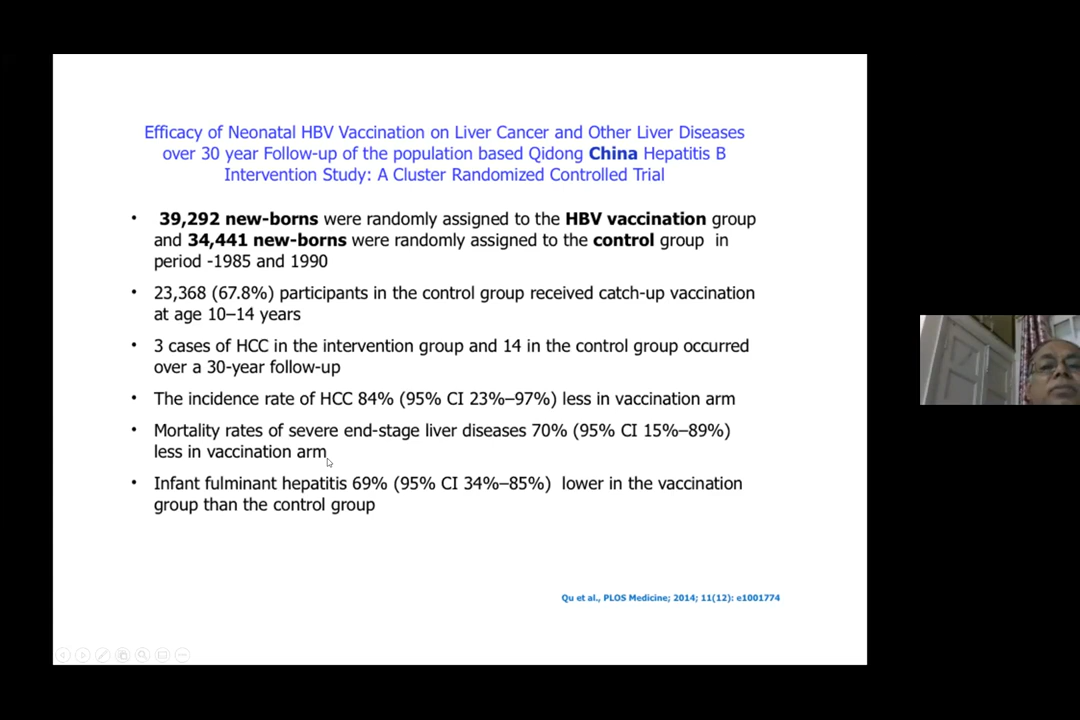 Efficacy of Neonatal HBV Vaccination on Liver Cancer and Other Liver Diseases
over 30 year Follow-up of the population based Qidong China Hepatitis B
Intervention Study: A Cluster Randomized Controlled Trial
• 39,292 new-borns were randomly assigned to the HBV vaccination group
and 34,441 new-borns were randomly assigned to the control group in
period -1985 and 1990
• 23,368 (67.8%) participants in the control group received catch-up vaccination
at age 10–14 years
• 3 cases of HCC in the intervention group and 14 in the control group occurred
over a 30-year follow-up
• The incidence rate of HCC 84% (95% CI 23%–97%) less in vaccination arm
• Mortality rates of severe end-stage liver diseases 70% (95% CI 15%–89%)
less in vaccination arm
• Infant fulminant hepatitis 69% (95% CI 34%–85%) lower in the vaccination
group than the control group
Qu et al., PLOS Medicine; 2014; 11(12): e1001774